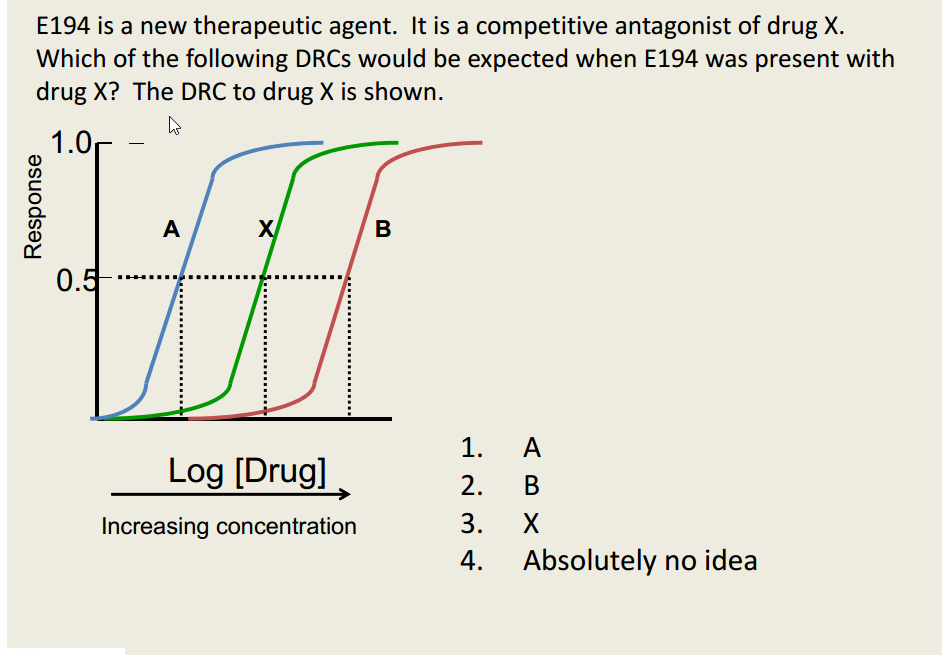 E194 is a new therapeutic agent.  It is a competitive antagonist of drug X.
Which of the following DRCs would be expected when E194 was present with
drug X?  The DRC to drug X is shown.
1.0
Response
A
X
B
0.5
Log [Drug]
Increasing concentration
1. A
2. B
3. X
4. Absolutely no idea